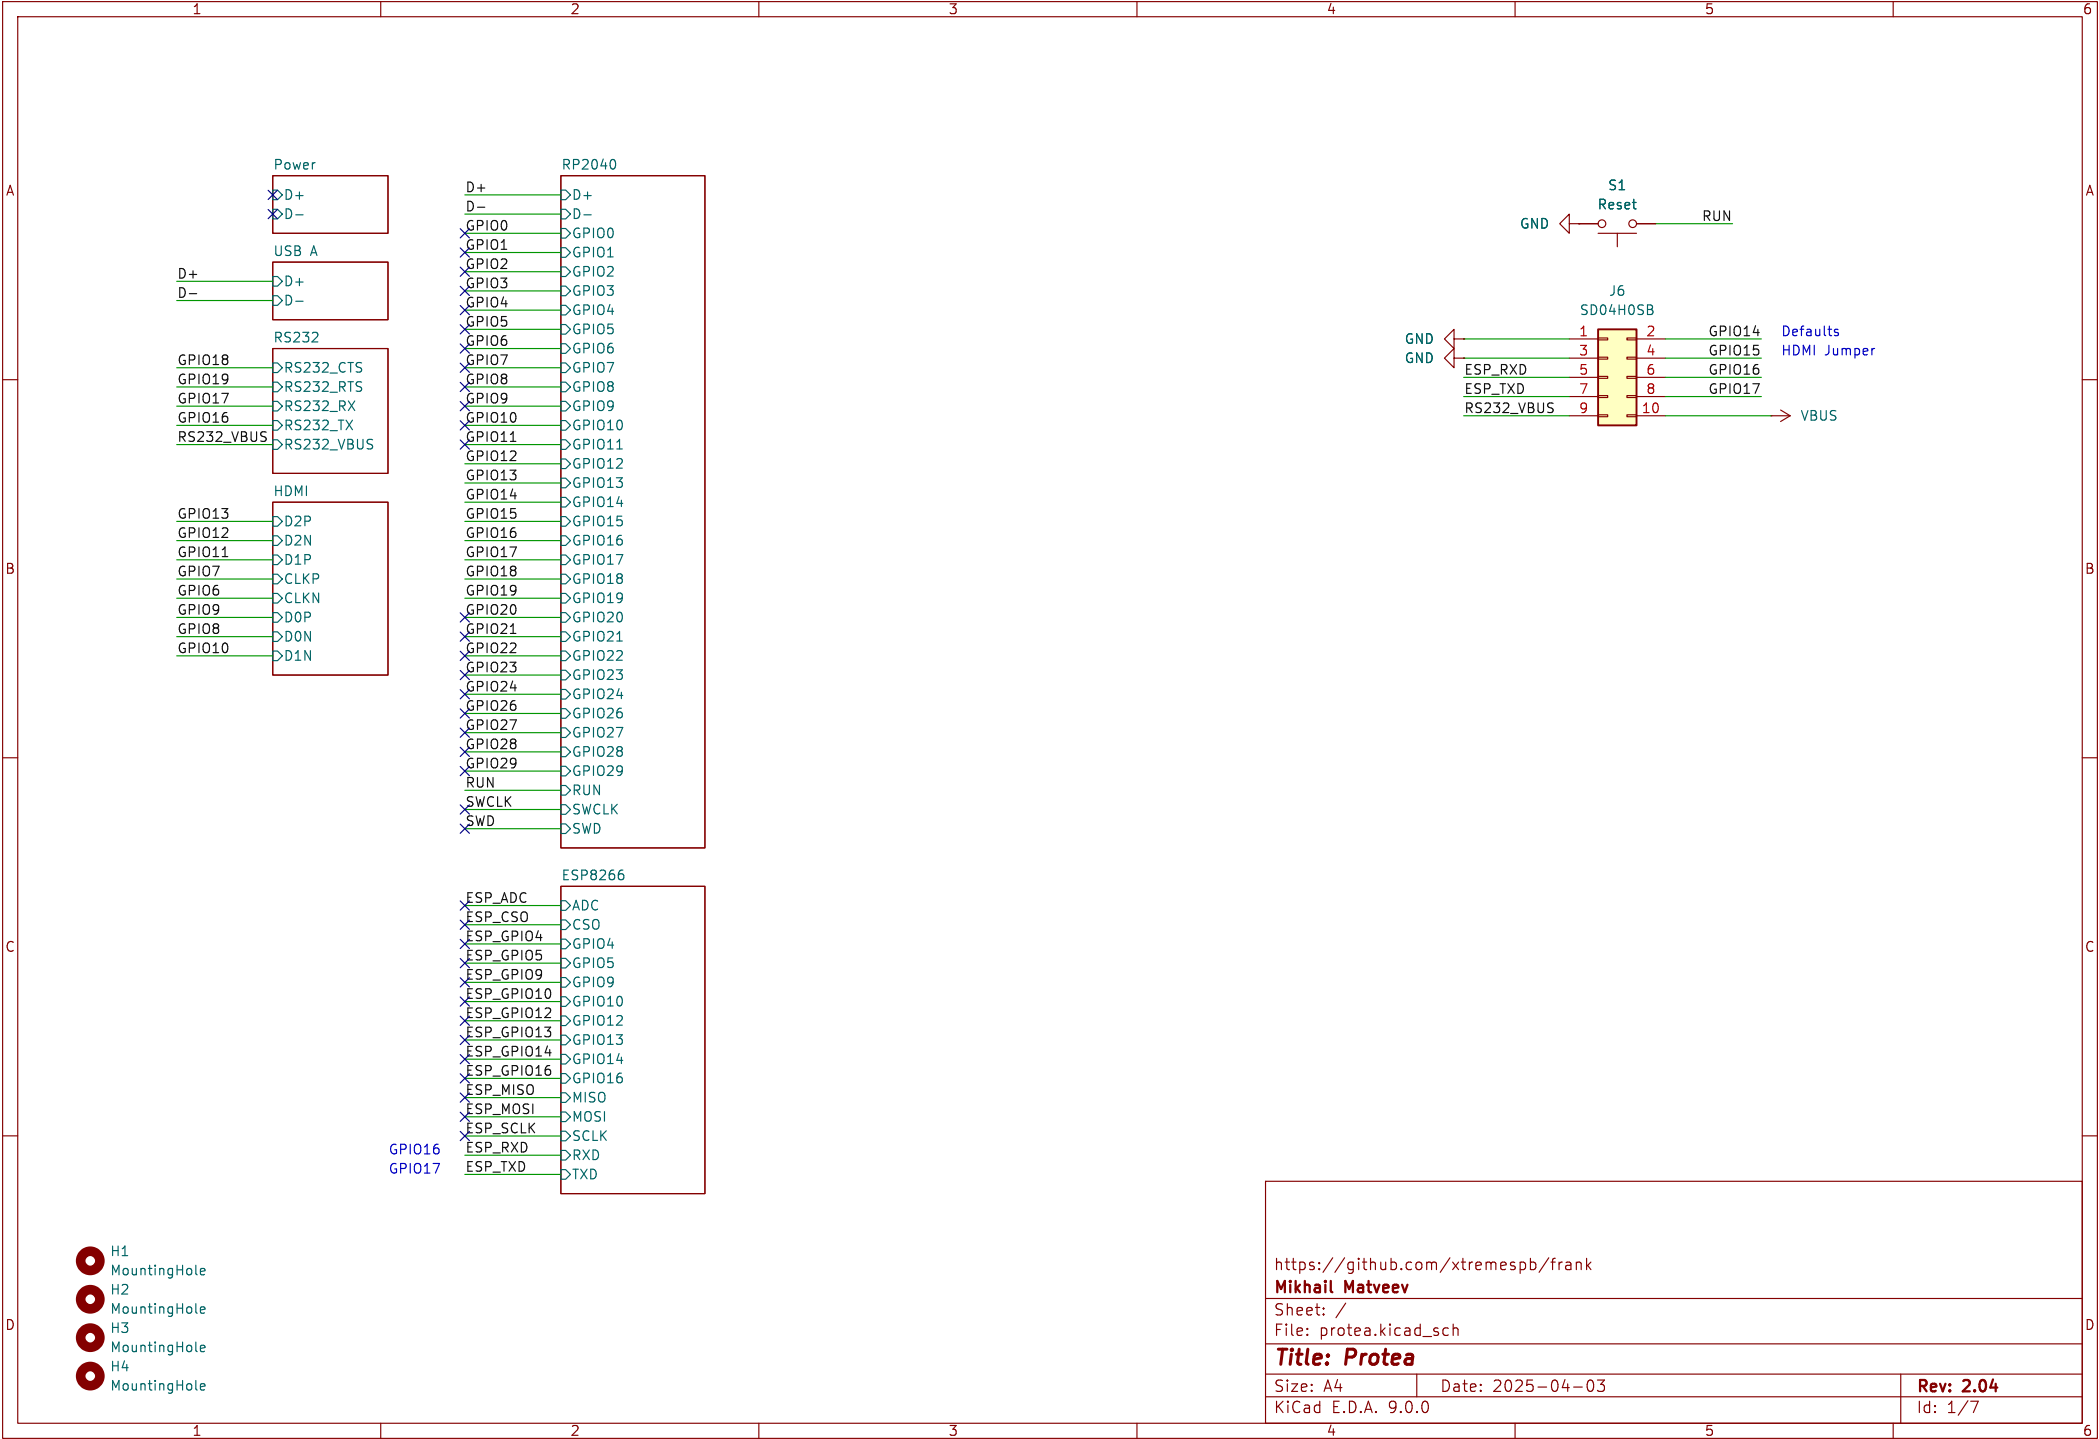 1 2 3 4 5 6
A
B
C
D
Power
D+
D-
USB A
D+ D+
D- D-
RS232
GPIO18 RS232_CTS
GPIO19 RS232_RTS
GPIO17 RS232_RX
GPIO16 RS232_TX
RS232_VBUS RS232_VBUS
HDMI
GPIO13 D2P
GPIO12 D2N
GPIO11 D1P
GPIO7 CLKP
GPIO6 CLKN
GPIO9 D0P
GPIO8 D0N
GPIO10 D1N
RP2040
D+ D+
D- D-
GPIO0 GPIO0
GPIO1 GPIO1
GPIO2 GPIO2
GPIO3 GPIO3
GPIO4 GPIO4
GPIO5 GPIO5
GPIO6 GPIO6
GPIO7 GPIO7
GPIO8 GPIO8
GPIO9 GPIO9
GPIO10 GPIO10
GPIO11 GPIO11
GPIO12 GPIO12
GPIO13 GPIO13
GPIO14 GPIO14
GPIO15 GPIO15
GPIO16 GPIO16
GPIO17 GPIO17
GPIO18 GPIO18
GPIO19 GPIO19
GPIO20 GPIO20
GPIO21 GPIO21
GPIO22 GPIO22
GPIO23 GPIO23
GPIO24 GPIO24
GPIO26 GPIO26
GPIO27 GPIO27
GPIO28 GPIO28
GPIO29 GPIO29
RUN RUN
SWCLK SWCLK
SWD SWD
ESP8266
ESP_ADC ADC
ESP_CSO CSO
ESP_GPIO4 GPIO4
ESP_GPIO5 GPIO5
ESP_GPIO9 GPIO9
ESP_GPIO10 GPIO10
ESP_GPIO12 GPIO12
ESP_GPIO13 GPIO13
ESP_GPIO14 GPIO14
ESP_GPIO16 GPIO16
ESP_MISO MISO
ESP_MOSI MOSI
ESP_SCLK SCLK
GPIO16 ESP_RXD RXD
GPIO17 ESP_TXD TXD
S1
Reset
GND RUN
J6
SD04H0SB
GND 1 2 GPIO14 Defaults
GND 3 4 GPIO15 HDMI Jumper
ESP_RXD 5 6 GPIO16
ESP_TXD 7 8 GPIO17
RS232_VBUS 9 10 VBUS
H1
MountingHole
H2
MountingHole
H3
MountingHole
H4
MountingHole
https://github.com/xtremespb/frank
Mikhail Matveev
Sheet: /
File: protea.kicad_sch
Title: Protea
Size: A4 Date: 2025-04-03 Rev: 2.04
KiCad E.D.A. 9.0.0 Id: 1/7
A
B
C
D
1 2 3 4 5 6